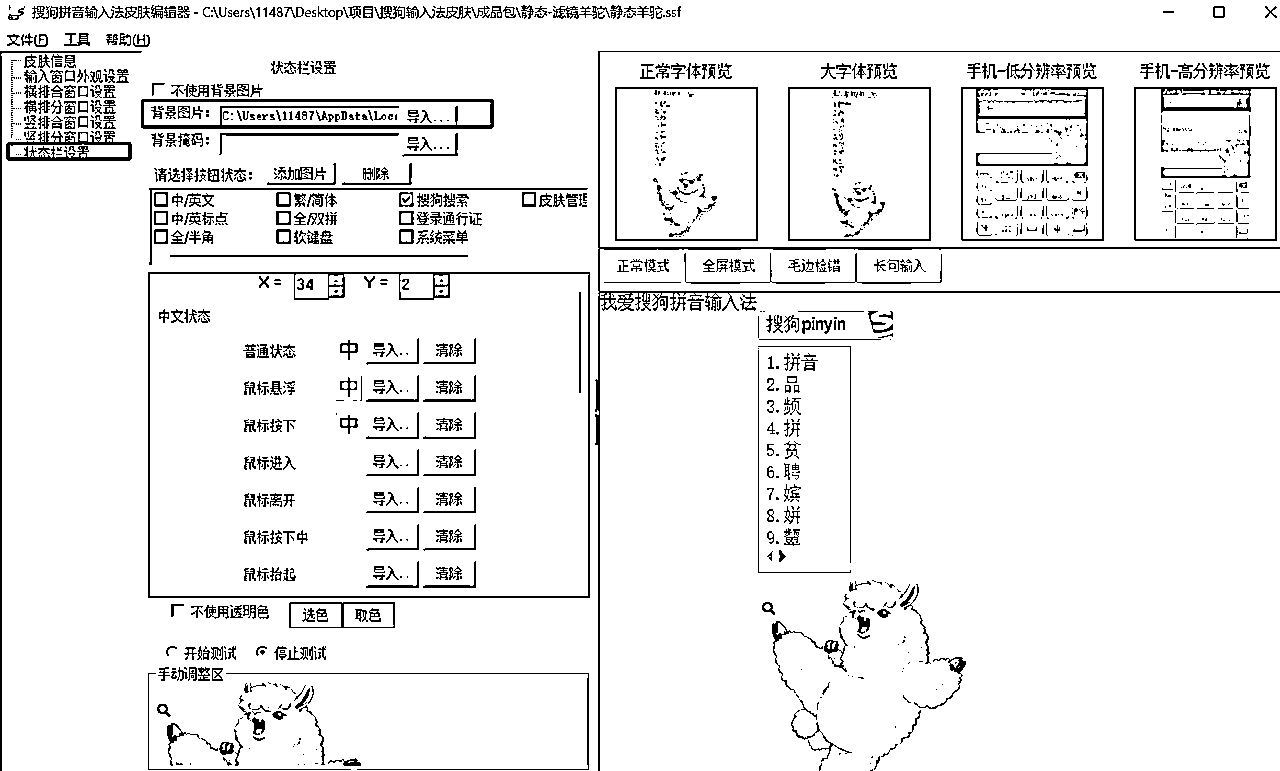 搜狗拼音输入法皮肤编辑器 - C:\Users\11487\Desktop\项目\搜狗输入法皮肤\成品包\静态-滤镜羊驼\静态羊驼.ssf
文件(F) 工具 帮助(H)
皮肤信息
输入窗口外观设置
横排合窗口设置
横排分窗口设置
竖排合窗口设置
竖排分窗口设置
状态栏设置
状态栏设置
不使用背景图片
背景图片: C:\Users\11487\AppData\Loca 导入...
背景掩码: 导入...
请选择按钮状态: 添加图片 删除
中/英文 繁/简体 搜狗搜索 皮肤管理
中/英标点 全/双拼 登录通行证
全/半角 软键盘 系统菜单
X = 34 Y = 2
中文状态
普通状态 中 导入.. 清除
鼠标悬浮 中 导入.. 清除
鼠标按下 中 导入.. 清除
鼠标进入 导入.. 清除
鼠标离开 导入.. 清除
鼠标按下中 导入.. 清除
鼠标抬起 导入.. 清除
不使用透明色 选色 取色
开始测试 停止测试
手动调整区
正常字体预览 大字体预览 手机-低分辨率预览 手机-高分辨率预览
正常模式 全屏模式 毛边检错 长句输入
我爱搜狗拼音输入法
搜狗pinyin
1.拼音
2.品
3.频
4.拼
5.贫
6.聘
7.嫔
8.姘
9.颦